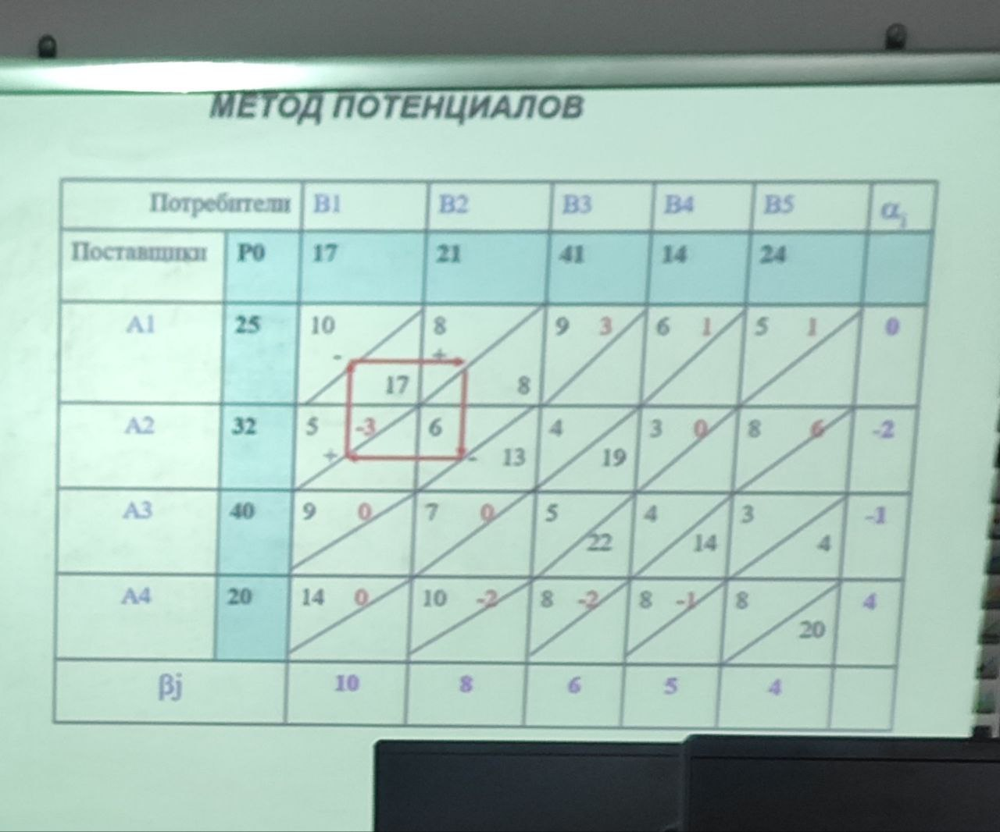 МЕТОД ПОТЕНЦИАЛОВ
Потребители B1 B2 B3 B4 B5 αi
Поставщики P0 17 21 41 14 24
A1 25 10 - 17 8 + 8 9 3 6 1 5 1 0
A2 32 5 -3 + 6 - 13 4 19 3 0 8 6 -2
A3 40 9 0 7 0 5 22 4 14 3 4 -1
A4 20 14 0 10 -2 8 -2 8 -1 8 20 4
βj 10 8 6 5 4